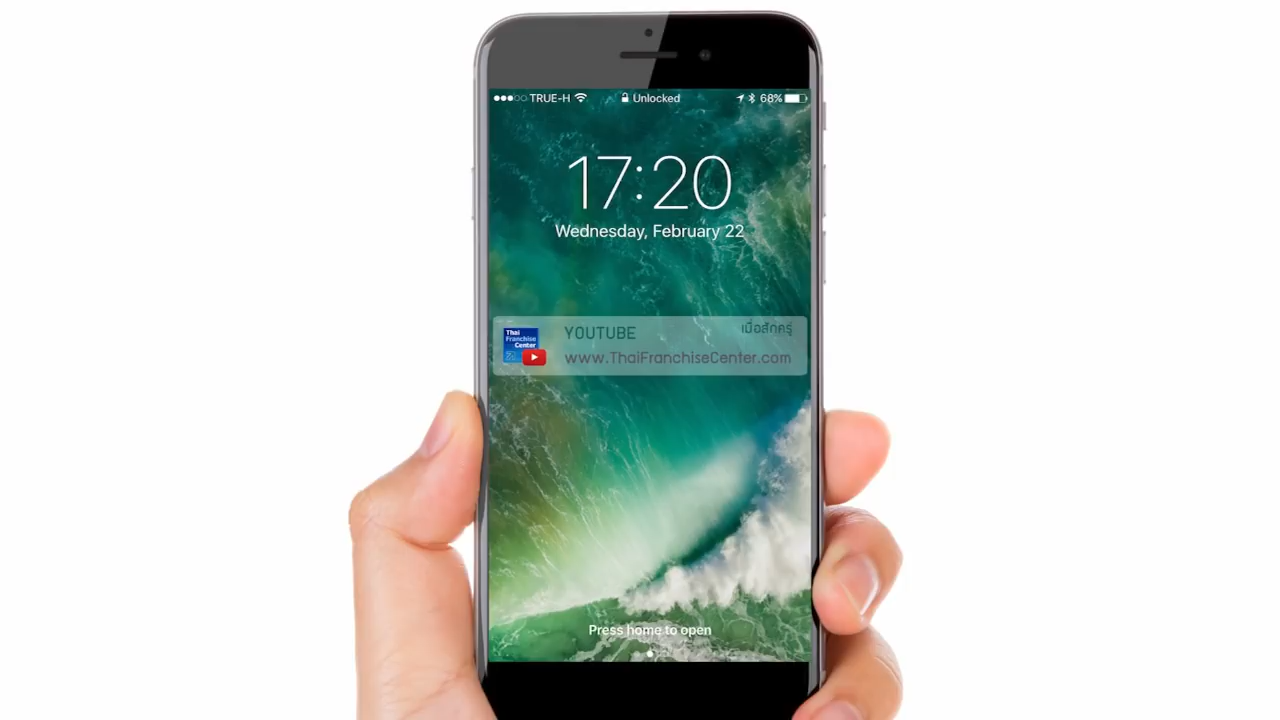 TRUE-H Unlocked 68%
17:20
Wednesday, February 22
Thai
Franchise
Center
YOUTUBE เมื่อสักครู่
www.ThaiFranchiseCenter.com
Press home to open